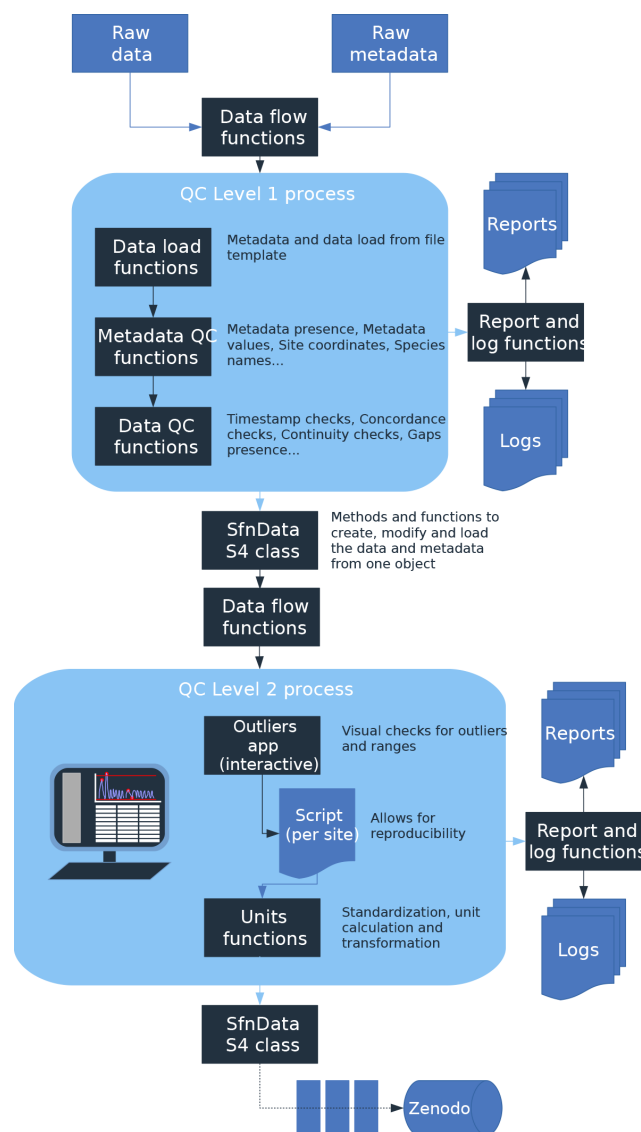 Raw
data
Raw
metadata
Data flow
functions
QC Level 1 process
Data load
functions
Metadata and data load from file
template
Metadata QC
functions
Metadata presence, Metadata
values, Site coordinates, Species
names...
Data QC
functions
Timestamp checks, Concordance
checks, Continuity checks, Gaps
presence...
Reports
Report and
log functions
Logs
SfnData
S4 class
Methods and functions to
create, modify and load
the data and metadata
from one object
Data flow
functions
QC Level 2 process
Outliers
app
(interactive)
Visual checks for outliers
and ranges
Script
(per site)
Allows for
reproducibility
Units
functions
Standardization, unit
calculation and
transformation
Reports
Report and
log functions
Logs
SfnData
S4 class
Zenodo